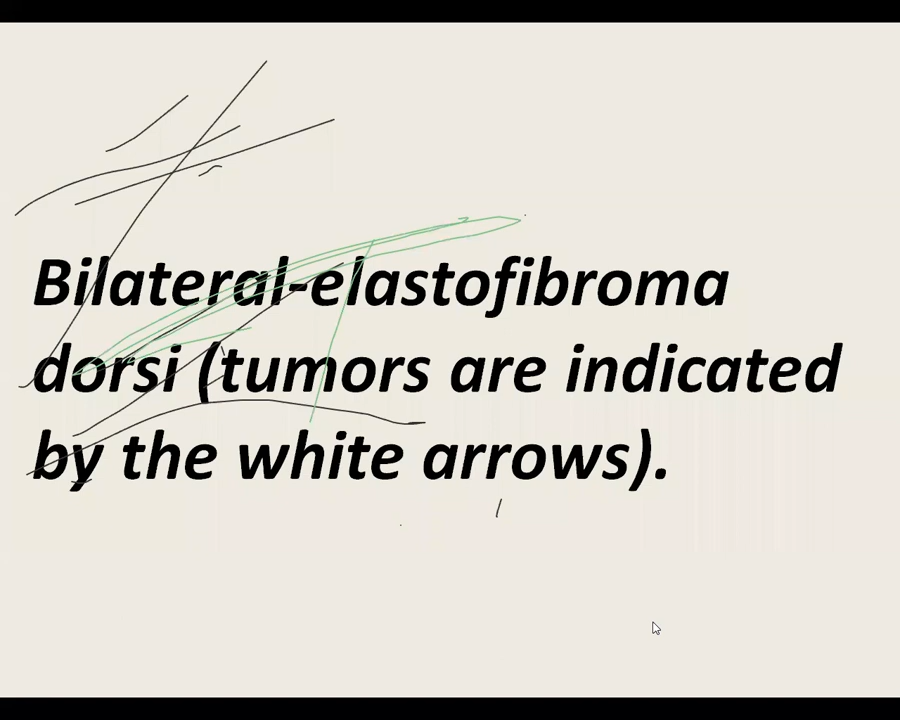 Bilateral-elastofibroma
dorsi (tumors are indicated
by the white arrows).